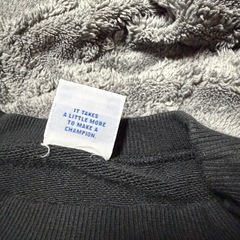 IT TAKES
A LITTLE MORE
TO MAKE A
CHAMPION.